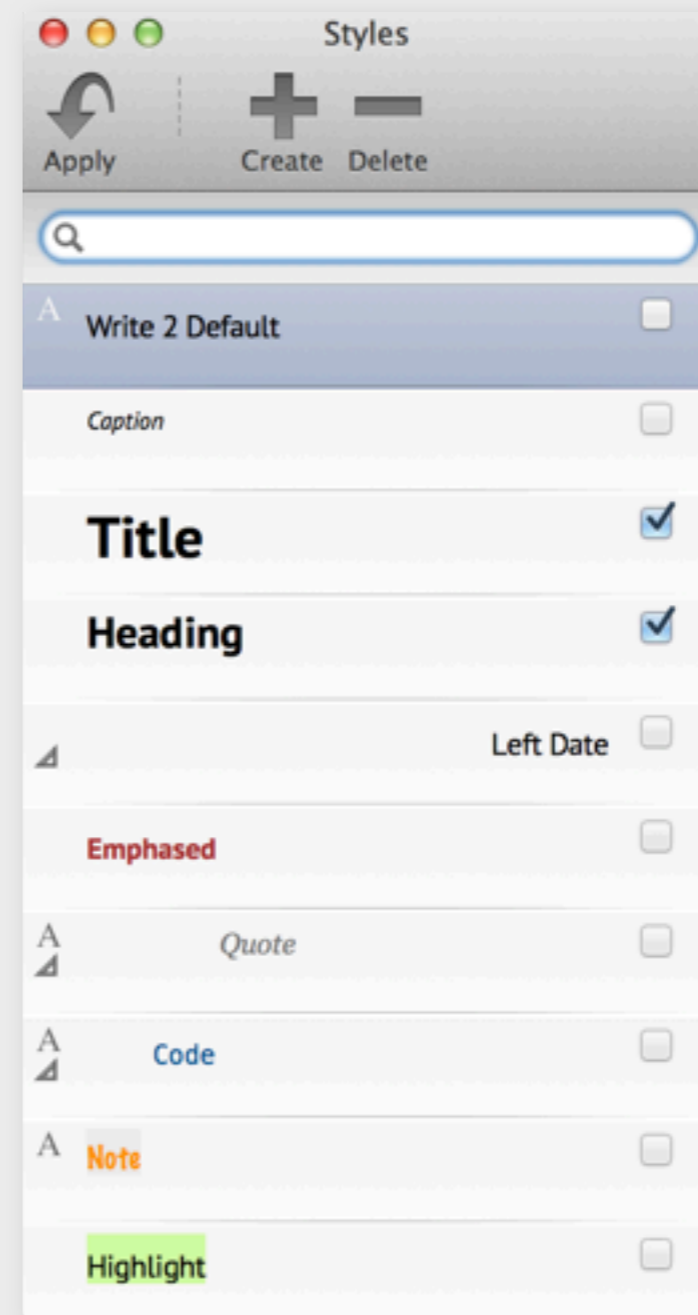 Styles
Apply Create Delete
A Write 2 Default
Caption
Title
Heading
Left Date
Emphased
A Quote
A Code
A Note
Highlight